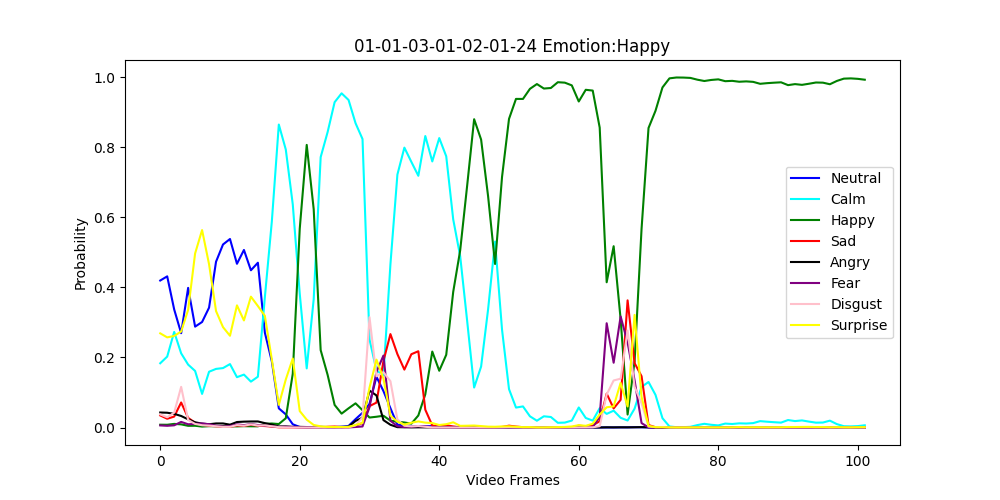 01-01-03-01-02-01-24 Emotion:Happy
1.0
0.8
0.6
0.4
0.2
0.0
Probability
0
20
40
60
80
100
Video Frames
Neutral
Calm
Happy
Sad
Angry
Fear
Disgust
Surprise